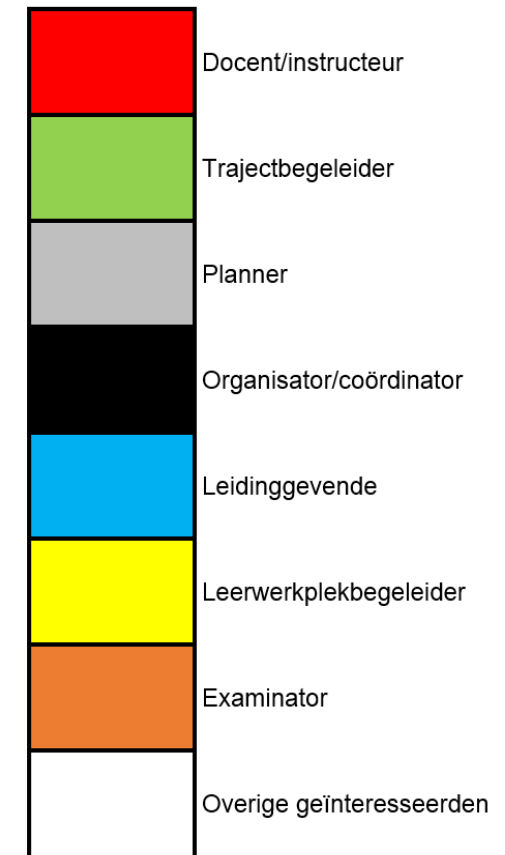 Docent/instructeur
Trajectbegeleider
Planner
Organisator/coördinator
Leidinggevende
Leerwerkplekbegeleider
Examinator
Overige geïnteresseerden